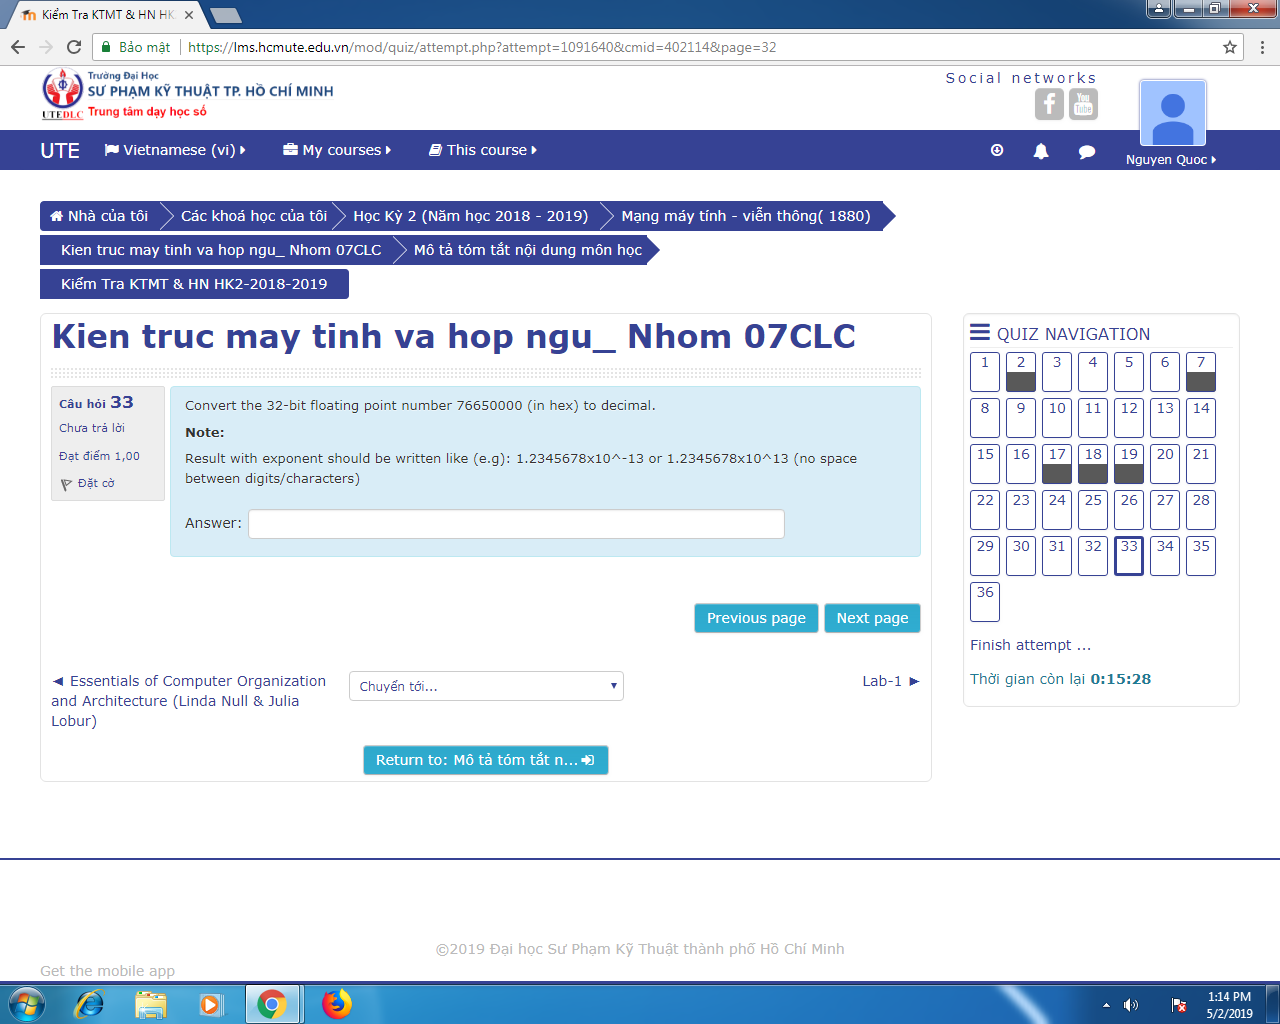 Kiểm Tra KTMT & HN HK
Bảo mật
https://lms.hcmute.edu.vn/mod/quiz/attempt.php?attempt=1091640&cmid=402114&page=32
Trường Đại Học
SƯ PHẠM KỸ THUẬT TP. HỒ CHÍ MINH
UTEDLC Trung tâm dạy học số
Social networks
You
Tube
UTE Vietnamese (vi) My courses This course
Nguyen Quoc
Nhà của tôi Các khoá học của tôi Học Kỳ 2 (Năm học 2018 - 2019) Mạng máy tính - viễn thông( 1880)
Kien truc may tinh va hop ngu_ Nhom 07CLC Mô tả tóm tắt nội dung môn học
Kiểm Tra KTMT & HN HK2-2018-2019
Kien truc may tinh va hop ngu_ Nhom 07CLC
Câu hỏi 33
Chưa trả lời
Đạt điểm 1,00
Đặt cờ
Convert the 32-bit floating point number 76650000 (in hex) to decimal.
Note:
Result with exponent should be written like (e.g): 1.2345678x10^-13 or 1.2345678x10^13 (no space
between digits/characters)
Answer:
Previous page Next page
◄ Essentials of Computer Organization
and Architecture (Linda Null & Julia
Lobur)
Chuyển tới...
Lab-1 ►
Return to: Mô tả tóm tắt n...
QUIZ NAVIGATION
1 2 3 4 5 6 7
8 9 10 11 12 13 14
15 16 17 18 19 20 21
22 23 24 25 26 27 28
29 30 31 32 33 34 35
36
Finish attempt ...
Thời gian còn lại 0:15:28
©2019 Đại học Sư Phạm Kỹ Thuật thành phố Hồ Chí Minh
Get the mobile app
1:14 PM
5/2/2019